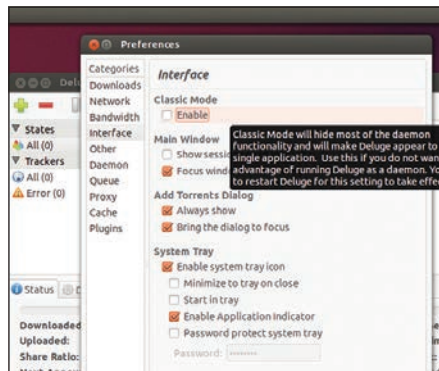 Preferences
Categories
Downloads
Network
Bandwidth
Interface
Other
Daemon
Queue
Proxy
Cache
Plugins
Interface
Classic Mode
Enable
Classic Mode will hide most of the daemon
functionality and will make Deluge appear to
single application. Use this if you do not
advantage of running Deluge as a daemon.
to restart Deluge for this setting to take
Main Window
Show
Focus
Add Torrents Dialog
Always show
Bring the dialog to focus
System Tray
Enable system tray icon
Minimize to tray on close
Start in tray
Enable Application Indicator
Password protect system tray
Password:
States
All (0)
Trackers
All (0)
Error (0)
Status
Downloaded
Uploaded:
Share Ratio: